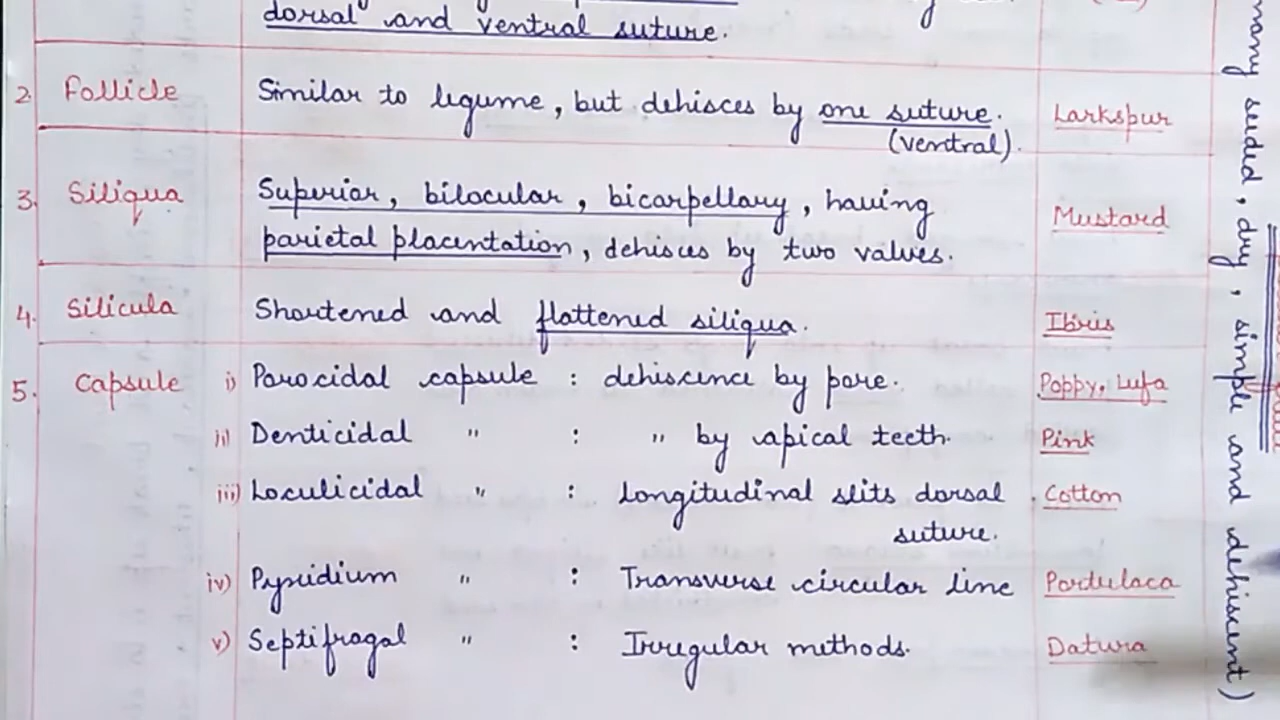 dorsal and ventral suture.
2. Follicle Similar to legume, but dehisces by one suture. Larkspur
(ventral).
3. Siliqua Superior, bilocular, bicarpellary, having Mustard
parietal placentation, dehisces by two valves.
4. Silicula Shortened and flattened siliqua. Ibris
5. Capsule i) Porocidal capsule : dehiscence by pore. Poppy, Lufa
ii) Denticidal " : " by apical teeth. Pink
iii) Loculicidal " : Longitudinal slits dorsal Cotton
suture.
iv) Pyxidium " : Transverse circular line Portulaca
v) Septifragal " : Irregular methods. Datura
many seeded, dry, simple and dehiscent)